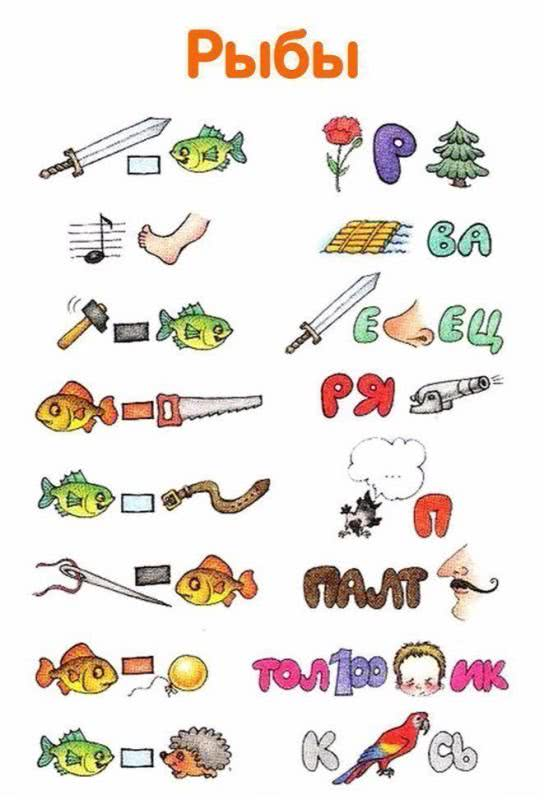 Рыбы
Р
ВА
Е ЕЦ
РЯ
...
П
ПАЛТ
ТОЛ100 ИК
К СЬ